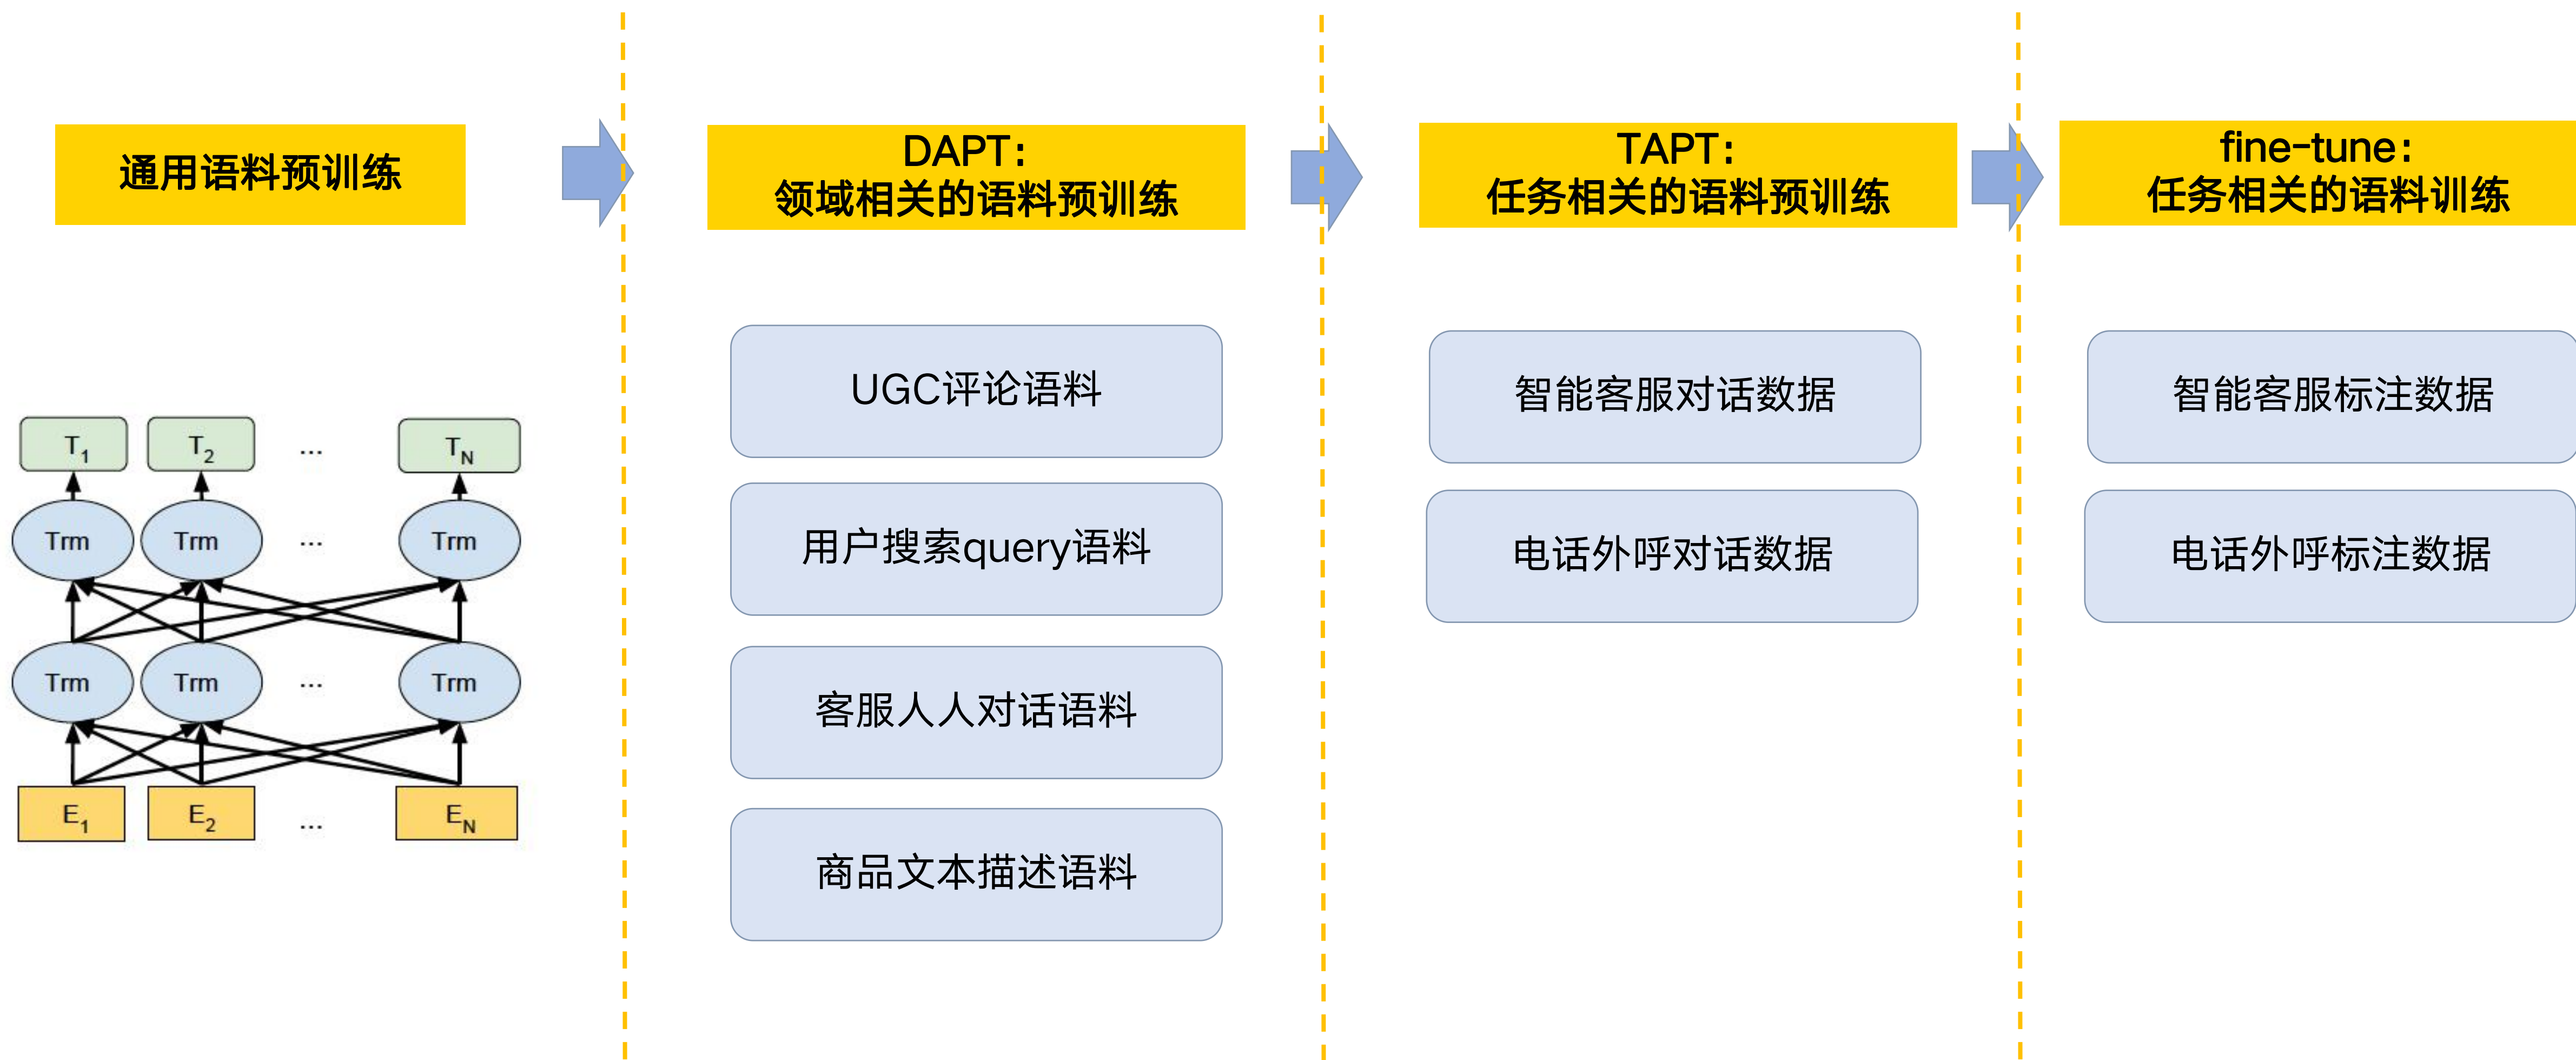 通用语料预训练
DAPT：
领域相关的语料预训练
TAPT：
任务相关的语料预训练
fine-tune：
任务相关的语料训练
T1
T2
...
TN
Trm
Trm
...
Trm
Trm
Trm
...
Trm
E1
E2
...
EN
UGC评论语料
用户搜索query语料
客服人人对话语料
商品文本描述语料
智能客服对话数据
电话外呼对话数据
智能客服标注数据
电话外呼标注数据